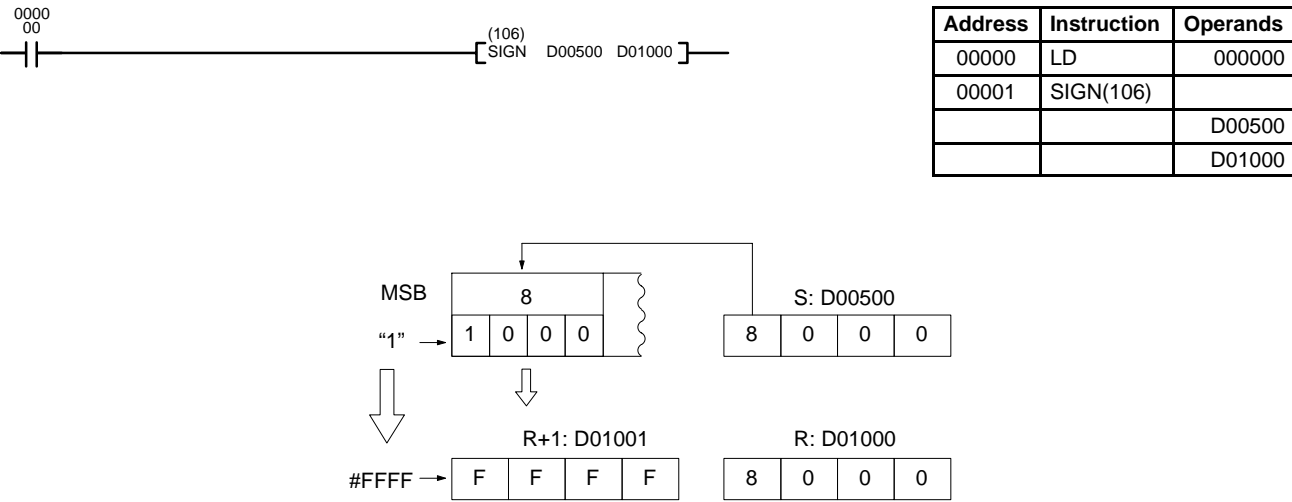 0000
00
(106)
SIGN D00500 D01000
Address Instruction Operands
00000 LD 000000
00001 SIGN(106)
D00500
D01000
MSB 8 S: D00500
“1” 1 0 0 0 8 0 0 0
R+1: D01001 R: D01000
#FFFF F F F F 8 0 0 0